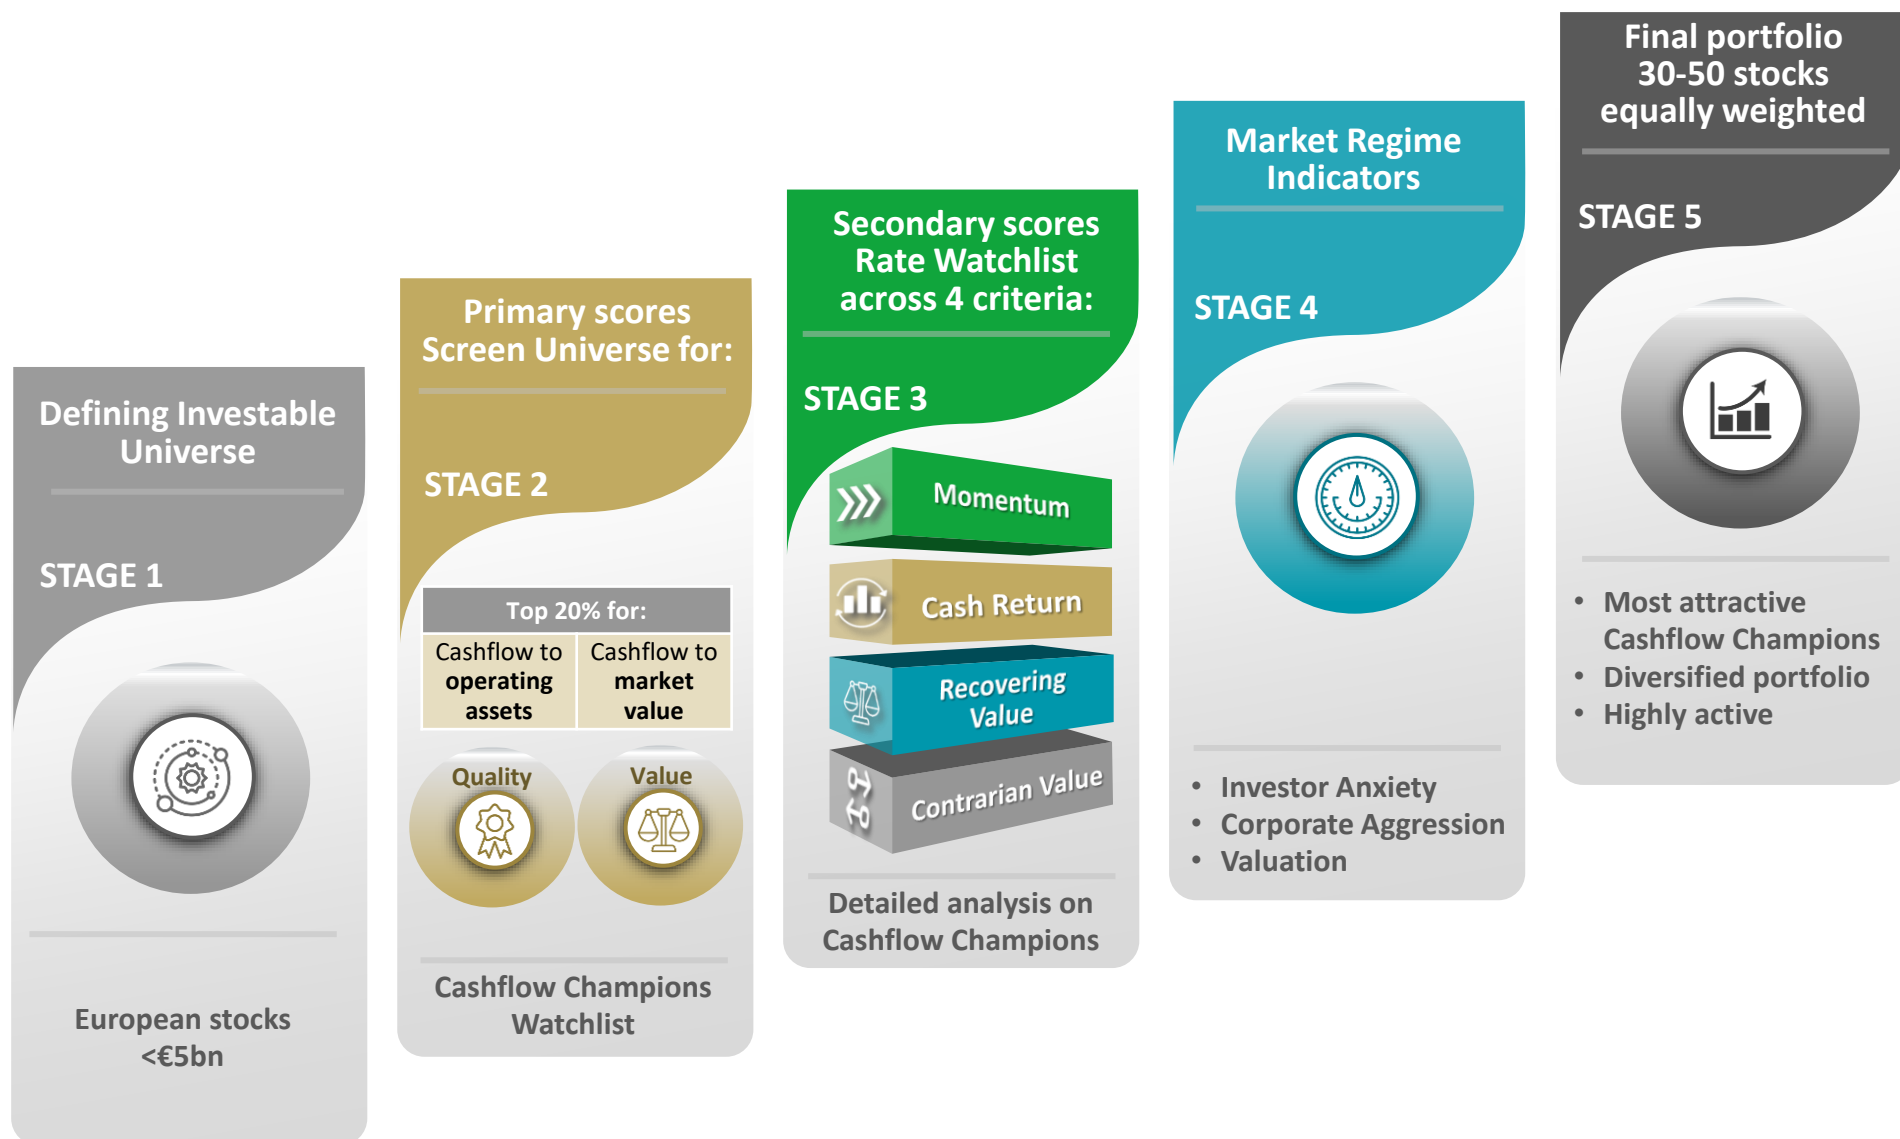 Defining Investable
Universe
STAGE 1
European stocks
<€5bn
Primary scores
Screen Universe for:
STAGE 2
Top 20% for:
Cashflow to
operating
assets
Cashflow to
market
value
Quality
Value
Cashflow Champions
Watchlist
Secondary scores
Rate Watchlist
across 4 criteria:
STAGE 3
Momentum
Cash Return
Recovering
Value
Contrarian Value
Detailed analysis on
Cashflow Champions
Market Regime
Indicators
STAGE 4
• Investor Anxiety
• Corporate Aggression
• Valuation
Final portfolio
30-50 stocks
equally weighted
STAGE 5
• Most attractive
Cashflow Champions
• Diversified portfolio
• Highly active